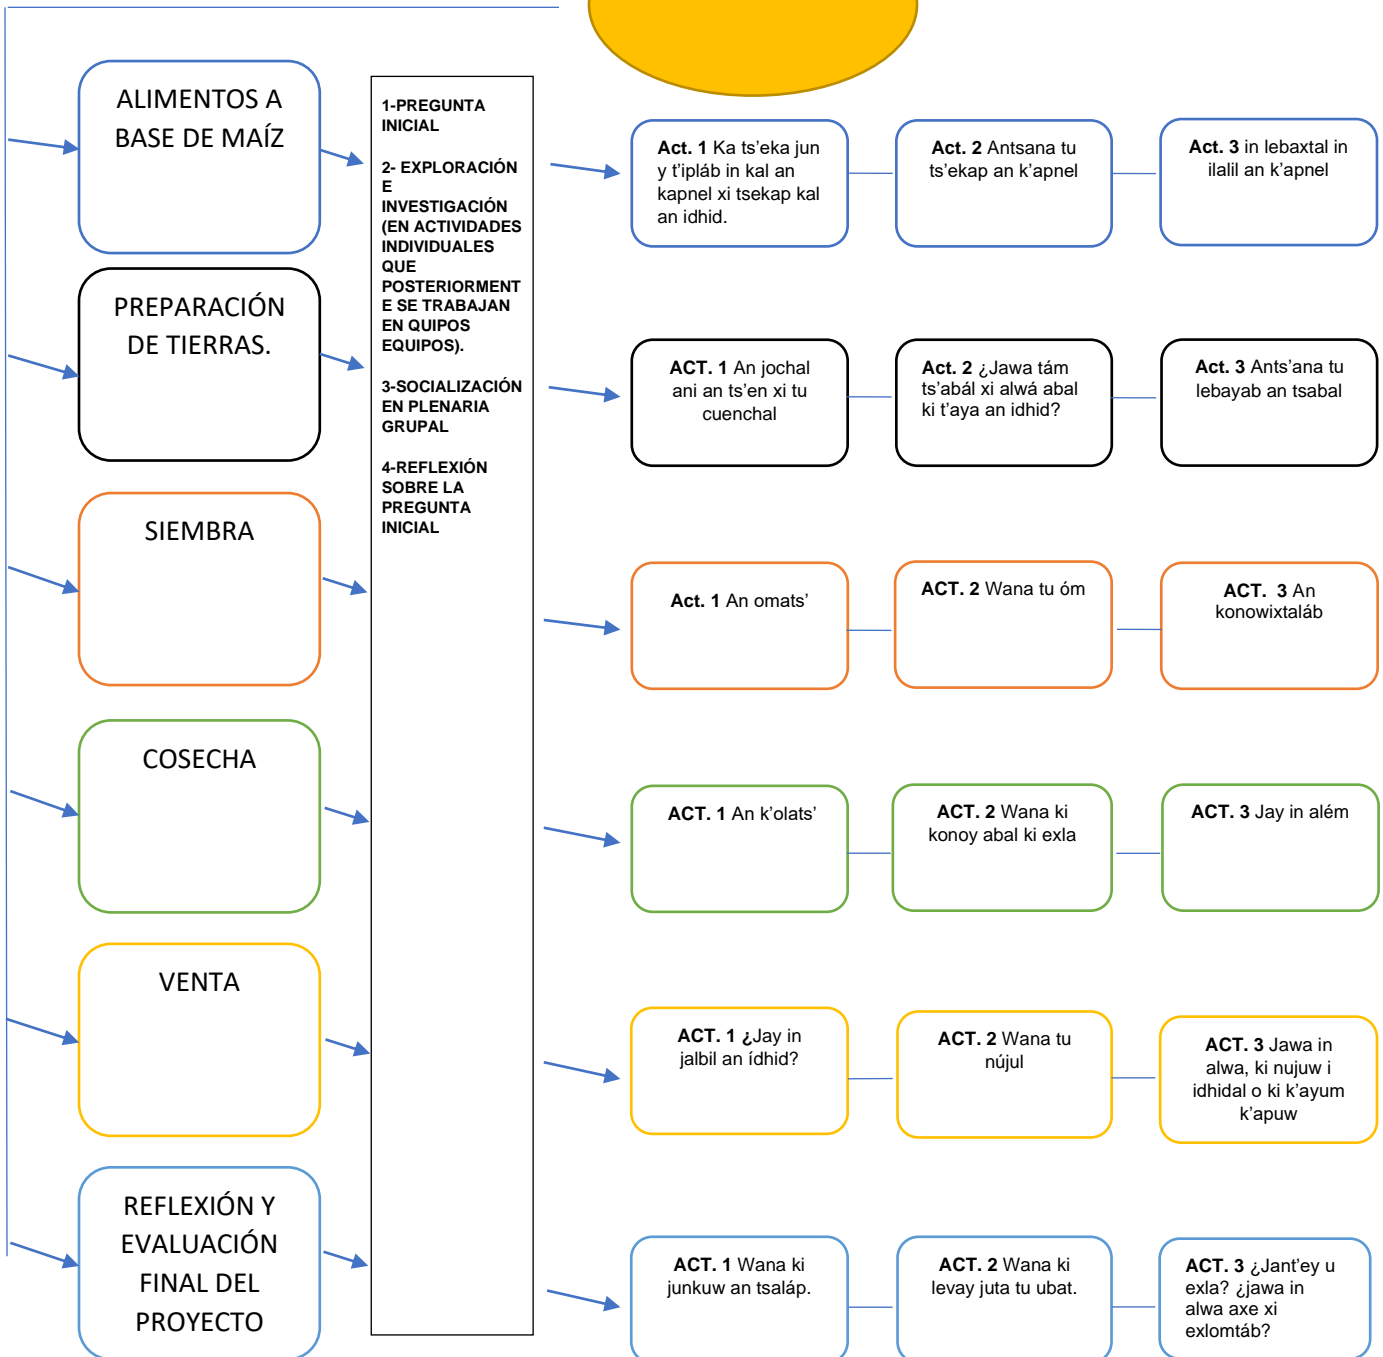 ALIMENTOS A
BASE DE MAÍZ
1-PREGUNTA
INICIAL
2- EXPLORACIÓN
E
INVESTIGACIÓN
(EN ACTIVIDADES
INDIVIDUALES
QUE
POSTERIORMENT
E SE TRABAJAN
EN QUIPOS
EQUIPOS).
3-SOCIALIZACIÓN
EN PLENARIA
GRUPAL
4-REFLEXIÓN
SOBRE LA
PREGUNTA
INICIAL
Act. 1 Ka ts’eka jun
y t’ipláb in kal an
kapnel xi tsekap kal
an idhid.
Act. 2 Antsana tu
ts’ekap an k’apnel
Act. 3 in lebaxtal in
ilalil an k’apnel
PREPARACIÓN
DE TIERRAS.
ACT. 1 An jochal
ani an ts’en xi tu
cuenchal
Act. 2 ¿Jawa tám
ts’abál xi alwá abal
ki t’aya an idhid?
Act. 3 Ants’ana tu
lebayab an tsabal
SIEMBRA
Act. 1 An omats’
ACT. 2 Wana tu óm
ACT. 3 An
konowixtaláb
COSECHA
ACT. 1 An k’olats’
ACT. 2 Wana ki
konoy abal ki exla
ACT. 3 Jay in além
VENTA
ACT. 1 ¿Jay in
jalbil an ídhid?
ACT. 2 Wana tu
nújul
ACT. 3 Jawa in
alwa, ki nujuw i
idhidal o ki k’ayum
k’apuw
REFLEXIÓN Y
EVALUACIÓN
FINAL DEL
PROYECTO
ACT. 1 Wana ki
junkuw an tsaláp.
ACT. 2 Wana ki
levay juta tu ubat.
ACT. 3 ¿Jant’ey u
exla? ¿jawa in
alwa axe xi
exlomtáb?